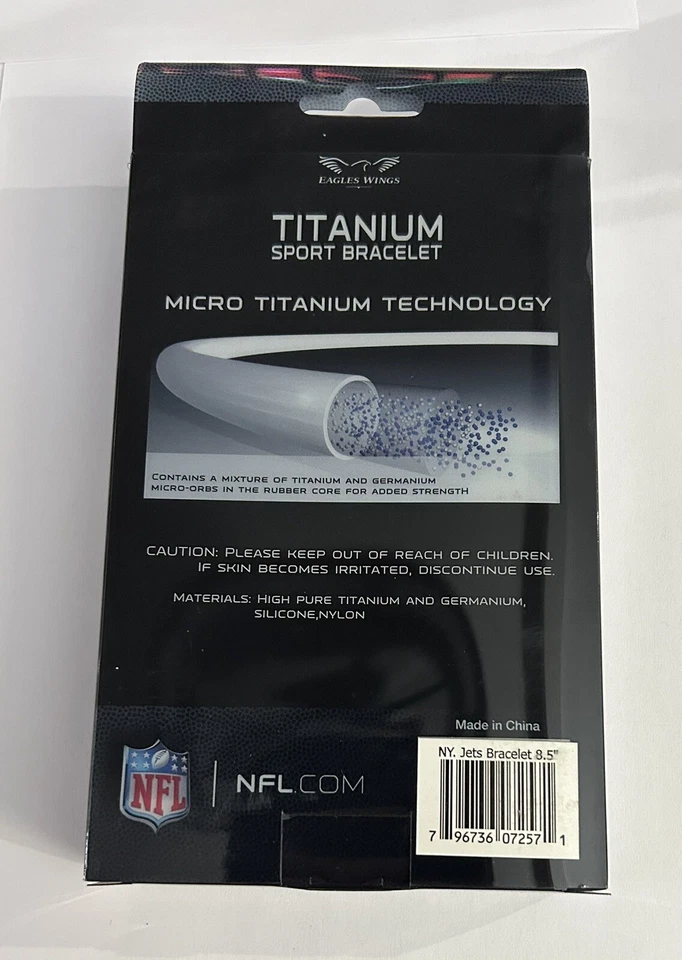 EAGLES WINGS
TITANIUM
SPORT BRACELET
MICRO TITANIUM TECHNOLOGY
CONTAINS A MIXTURE OF TITANIUM AND GERMANIUM
MICRO-ORBS IN THE RUBBER CORE FOR ADDED STRENGTH
CAUTION: PLEASE KEEP OUT OF REACH OF CHILDREN.
IF SKIN BECOMES IRRITATED, DISCONTINUE USE.
MATERIALS: HIGH PURE TITANIUM AND GERMANIUM,
SILICONE,NYLON
Made in China
NY. Jets Bracelet 8.5"
NFL
NFL.COM
7 96736 07257 1